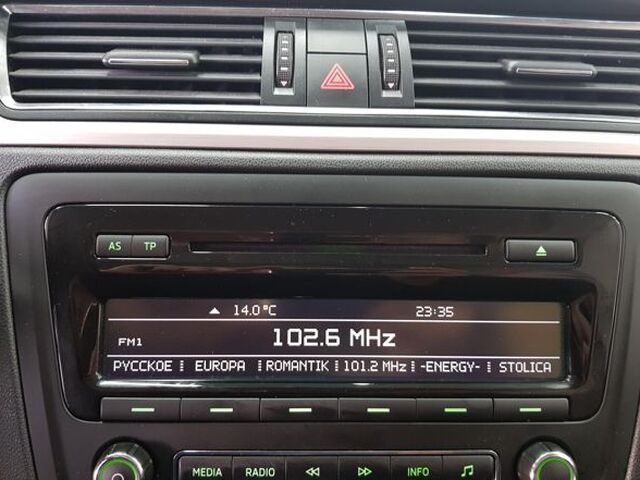 AS TP
14.0°C 23:35
FM1 102.6 MHz
РУССКОЕ EUROPA ROMANTIK 101.2 MHz -ENERGY- STOLICA
MEDIA RADIO INFO